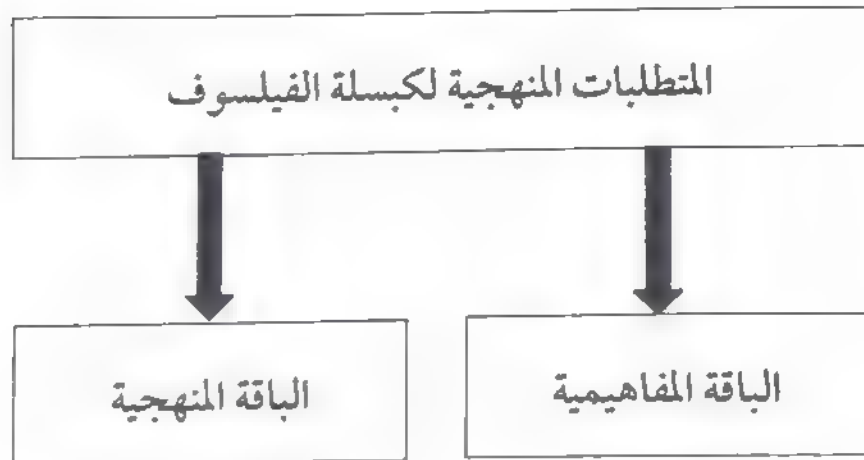 المتطلبات المنهجية لكبسلة الفيلسوف
الباقة المفاهيمية
الباقة المنهجية